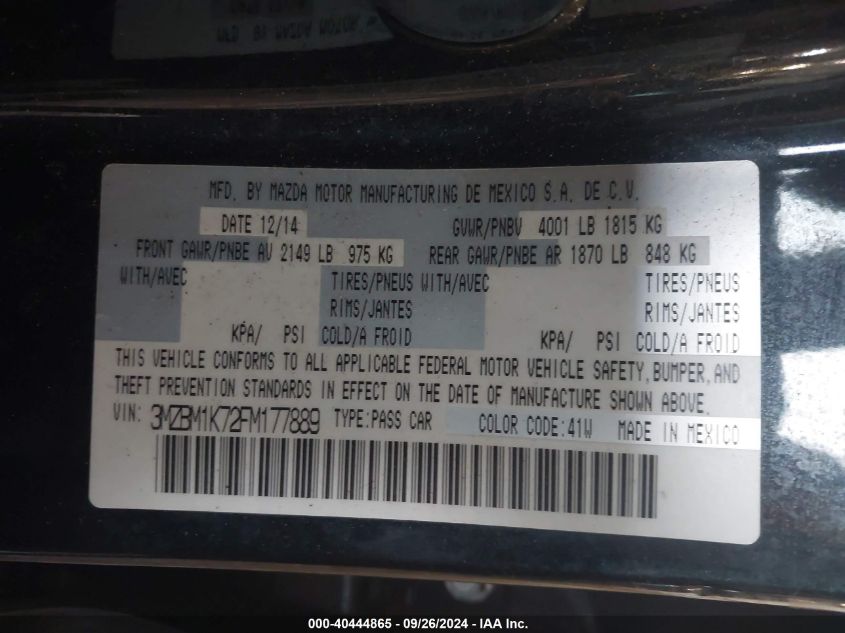 MFD. BY MAZDA MOTOR MANUFACTURING DE MEXICO S.A. DE C.V.
DATE 12/14 GVWR/PNBV 4001 LB 1815 KG
FRONT GAWR/PNBE AV 2149 LB 975 KG REAR GAWR/PNBE AR 1870 LB 848 KG
WITH/AVEC TIRES/PNEUS WITH/AVEC TIRES/PNEUS
RIMS/JANTES RIMS/JANTES
KPA/ PSI COLD/A FROID KPA/ PSI COLD/A FROID
THIS VEHICLE CONFORMS TO ALL APPLICABLE FEDERAL MOTOR VEHICLE SAFETY, BUMPER, AND
THEFT PREVENTION STANDARDS IN EFFECT ON THE DATE OF MANUFACTURE SHOWN ABOVE.
VIN: 3MZBM1K72FM177889 TYPE:PASS CAR COLOR CODE:41W MADE IN MEXICO
000-40444865 - 09/26/2024 - IAA Inc.